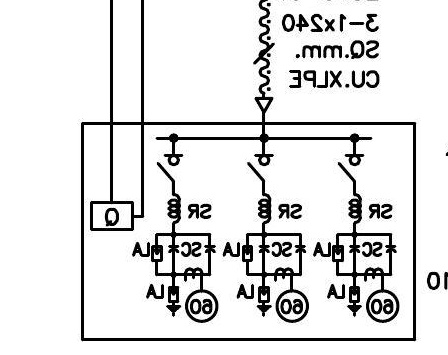 3-1x240
SQ.mm.
CU.XLPE
SR SR SR
Q
LA SC LA SC LA SC
LA 60 LA 60 LA 60